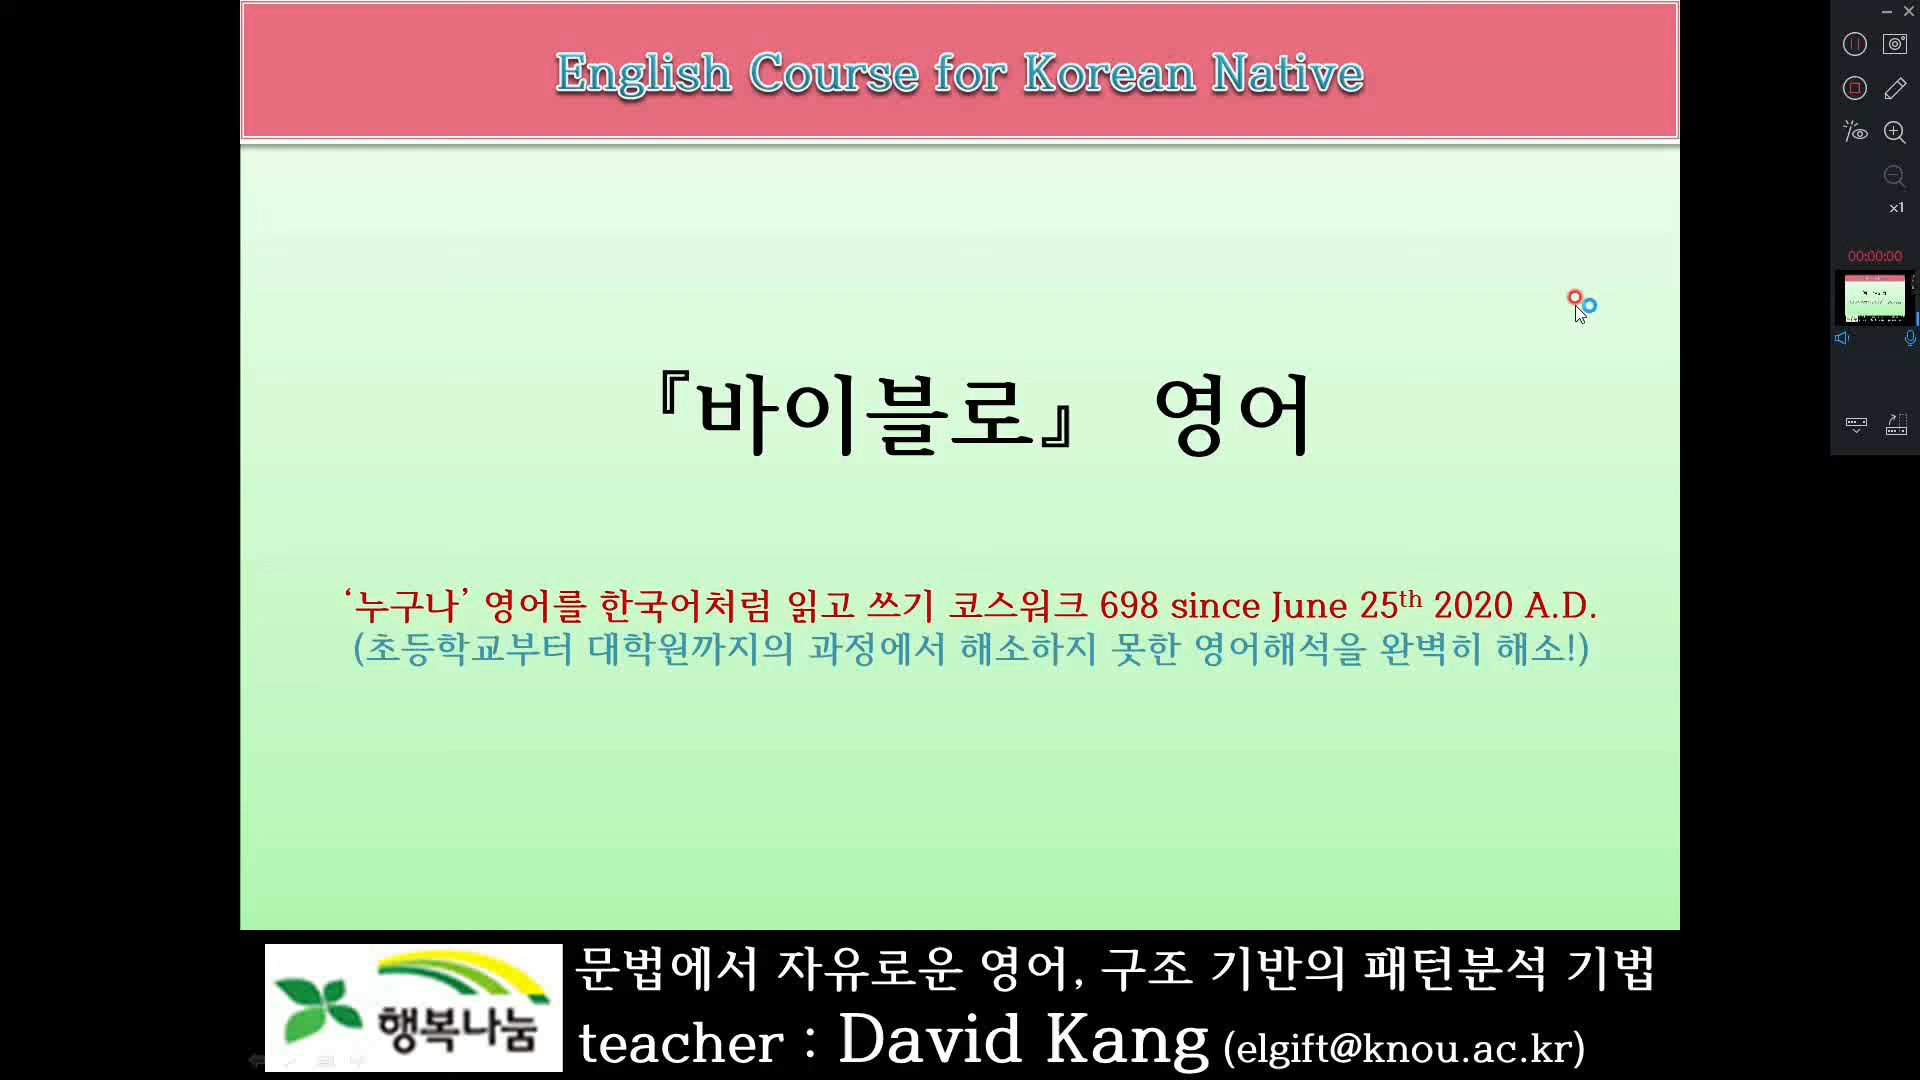 English Course for Korean Native
x1
00:00:00
『바이블로』 영어
‘누구나’ 영어를 한국어처럼 읽고 쓰기 코스워크 698 since June 25th 2020 A.D.
(초등학교부터 대학원까지의 과정에서 해소하지 못한 영어해석을 완벽히 해소!)
행복나눔
문법에서 자유로운 영어, 구조 기반의 패턴분석 기법
teacher : David Kang (elgift@knou.ac.kr)